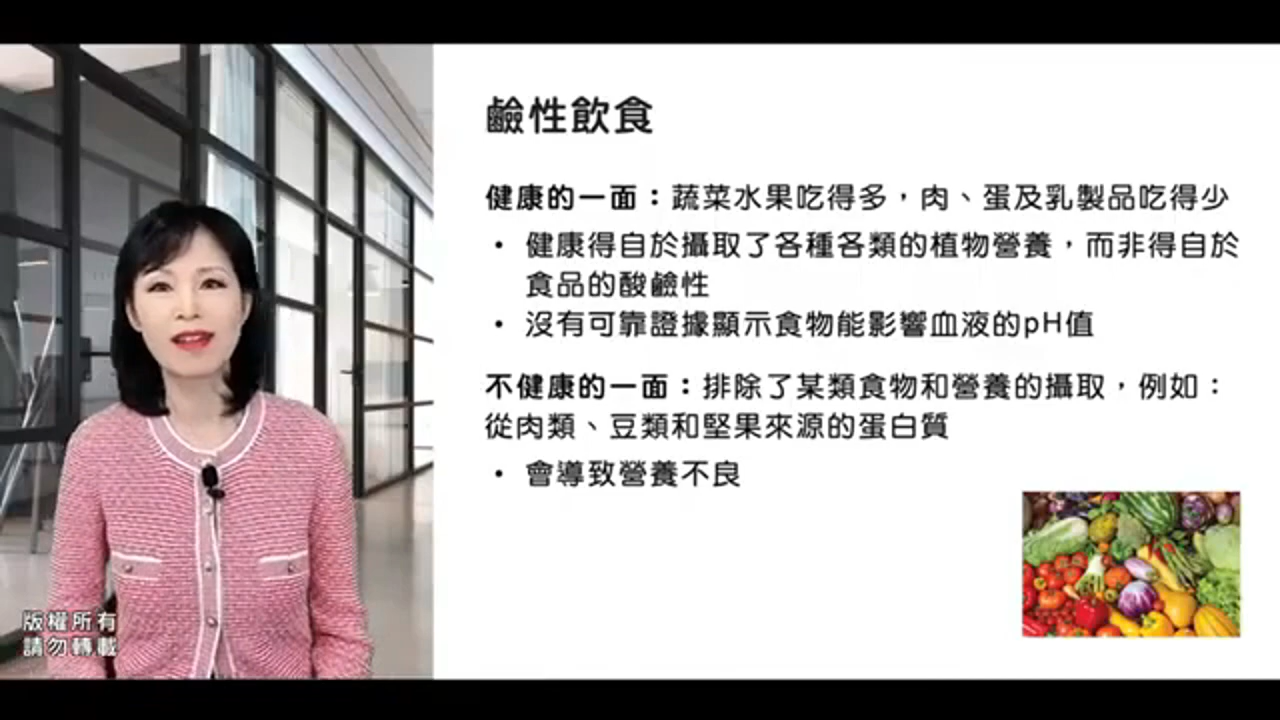 鹼性飲食
健康的一面：蔬菜水果吃得多，肉、蛋及乳製品吃得少
• 健康得自於攝取了各種各類的植物營養，而非得自於
食品的酸鹼性
• 沒有可靠證據顯示食物能影響血液的pH值
不健康的一面：排除了某類食物和營養的攝取，例如：
從肉類、豆類和堅果來源的蛋白質
• 會導致營養不良
版權所有
請勿轉載